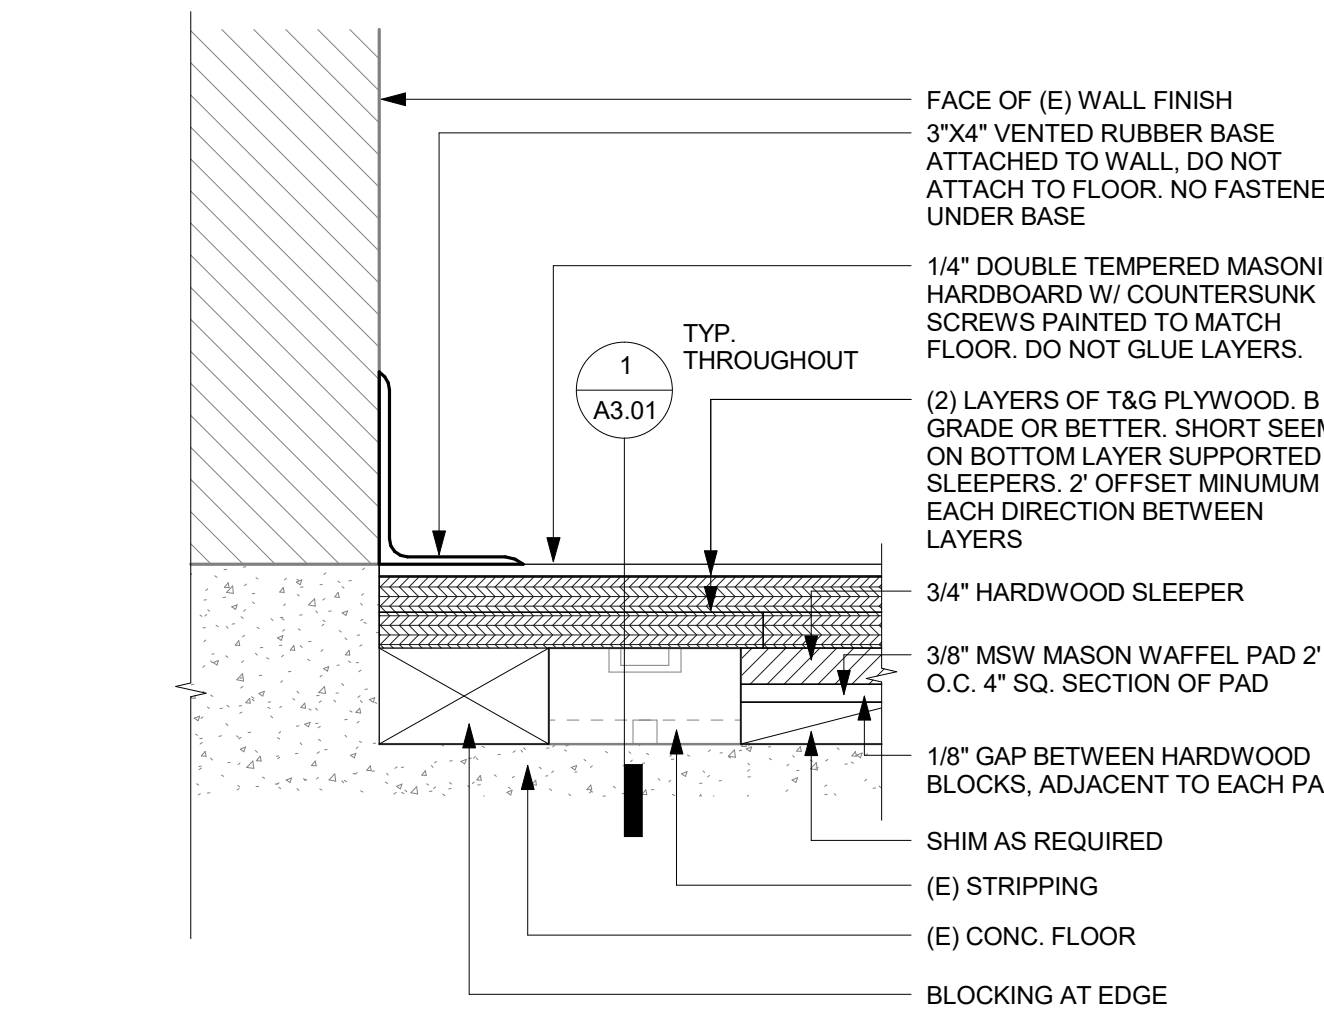 FACE OF (E) WALL FINISH
3"X4" VENTED RUBBER BASE
ATTACHED TO WALL, DO NOT
ATTACH TO FLOOR. NO FASTENE
UNDER BASE
1/4" DOUBLE TEMPERED MASONI
HARDBOARD W/ COUNTERSUNK
SCREWS PAINTED TO MATCH
FLOOR. DO NOT GLUE LAYERS.
TYP.
THROUGHOUT
1
A3.01
(2) LAYERS OF T&G PLYWOOD. B
GRADE OR BETTER. SHORT SEEM
ON BOTTOM LAYER SUPPORTED
SLEEPERS. 2' OFFSET MINUMUM
EACH DIRECTION BETWEEN
LAYERS
3/4" HARDWOOD SLEEPER
3/8" MSW MASON WAFFEL PAD 2'
O.C. 4" SQ. SECTION OF PAD
1/8" GAP BETWEEN HARDWOOD
BLOCKS, ADJACENT TO EACH PA
SHIM AS REQUIRED
(E) STRIPPING
(E) CONC. FLOOR
BLOCKING AT EDGE